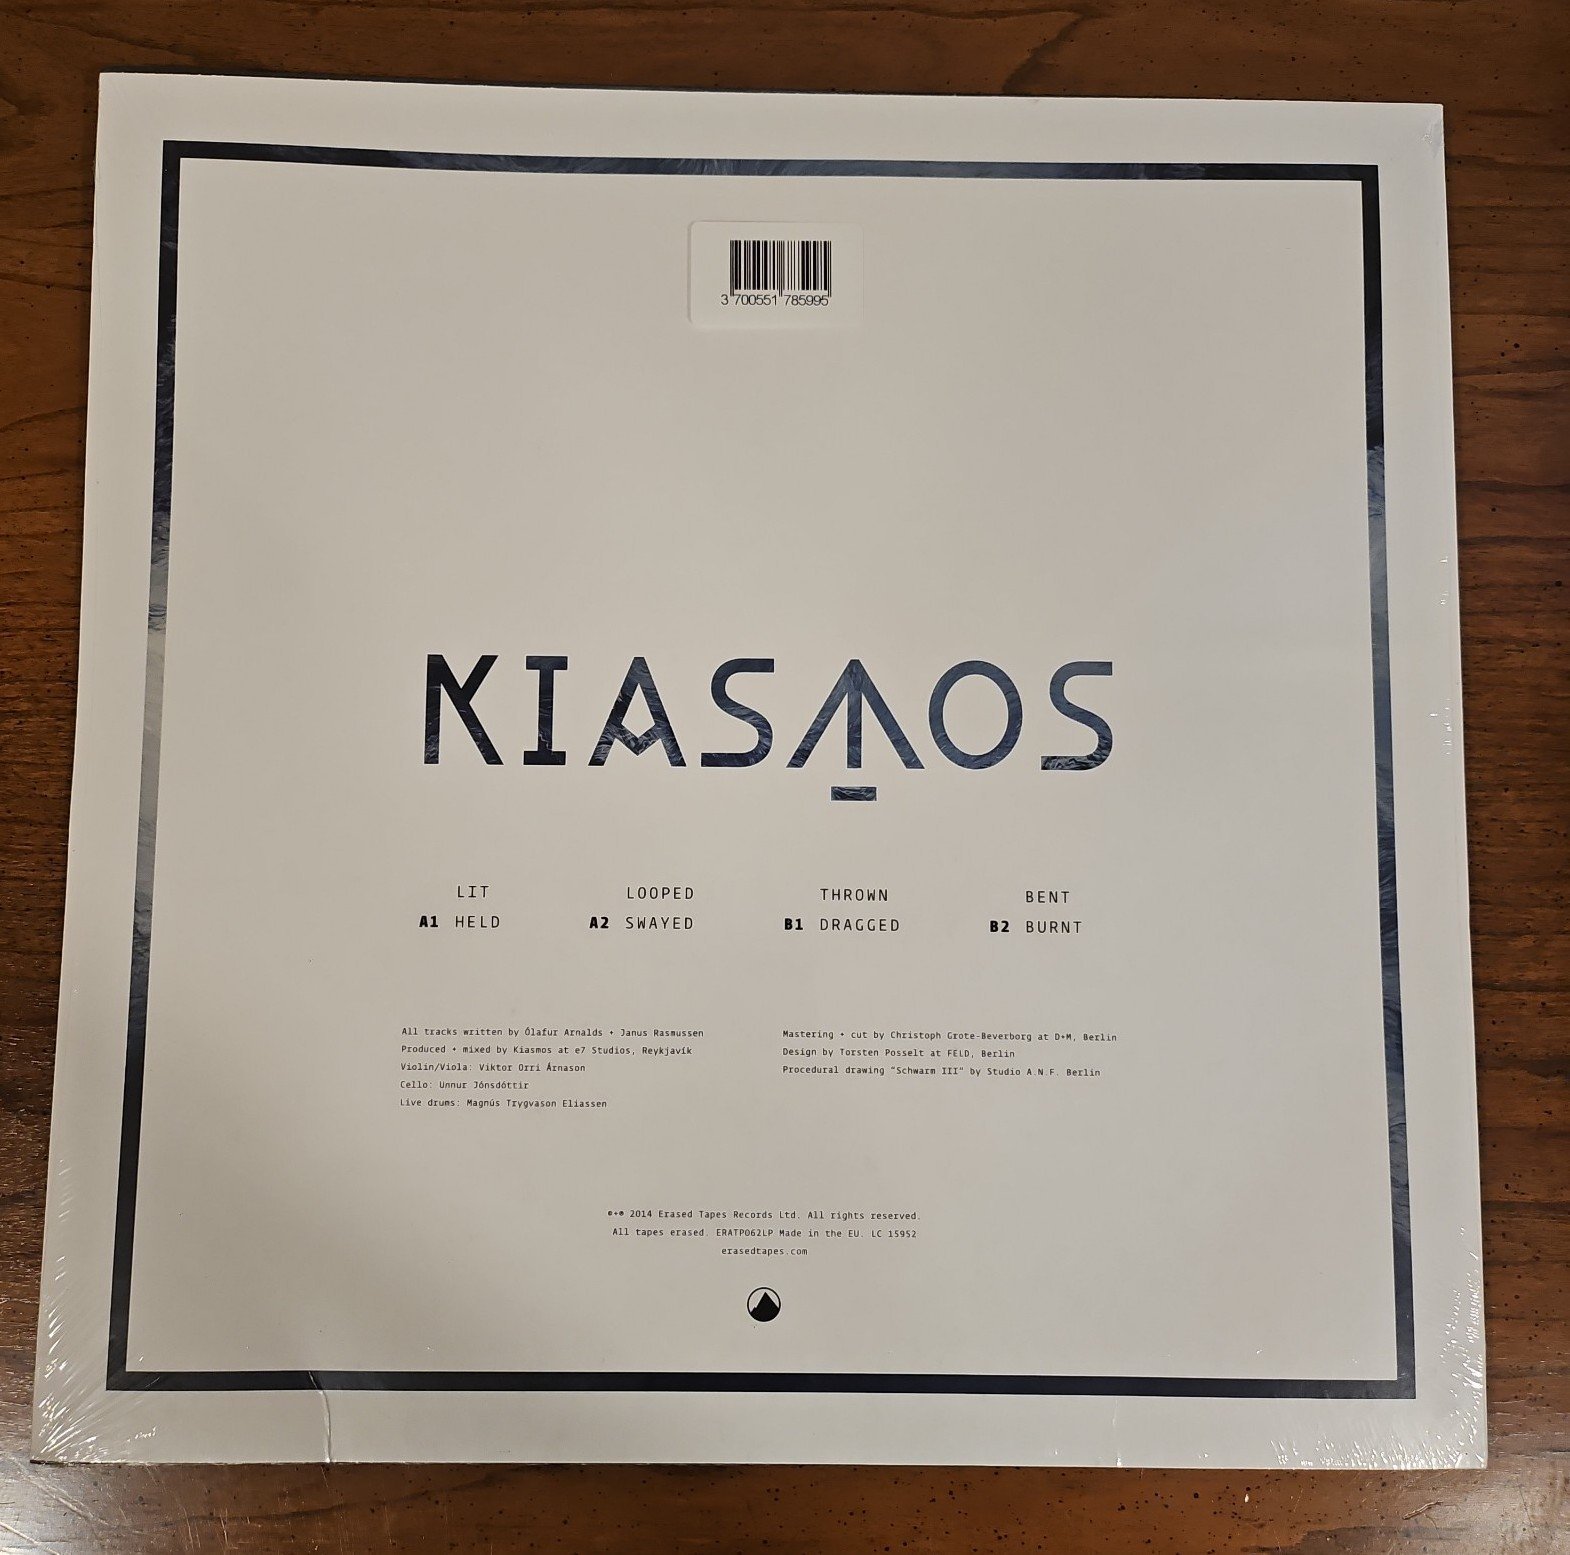 3 700551 785995
KIASMOS
LIT
A1 HELD
LOOPED
A2 SWAYED
THROWN
B1 DRAGGED
BENT
B2 BURNT
All tracks written by Ólafur Arnalds + Janus Rasmussen
Produced + mixed by Kiasmos at e7 Studios, Reykjavík
Violin/Viola: Viktor Orri Árnason
Cello: Unnur Jónsdóttir
Live drums: Magnús Trygvason Eliassen
Mastering + cut by Christoph Grote-Beverborg at D+M, Berlin
Design by Torsten Posselt at FELD, Berlin
Procedural drawing "Schwarm III" by Studio A.N.F. Berlin
©+℗ 2014 Erased Tapes Records Ltd. All rights reserved.
All tapes erased. ERATP062LP Made in the EU. LC 15952
erasedtapes.com